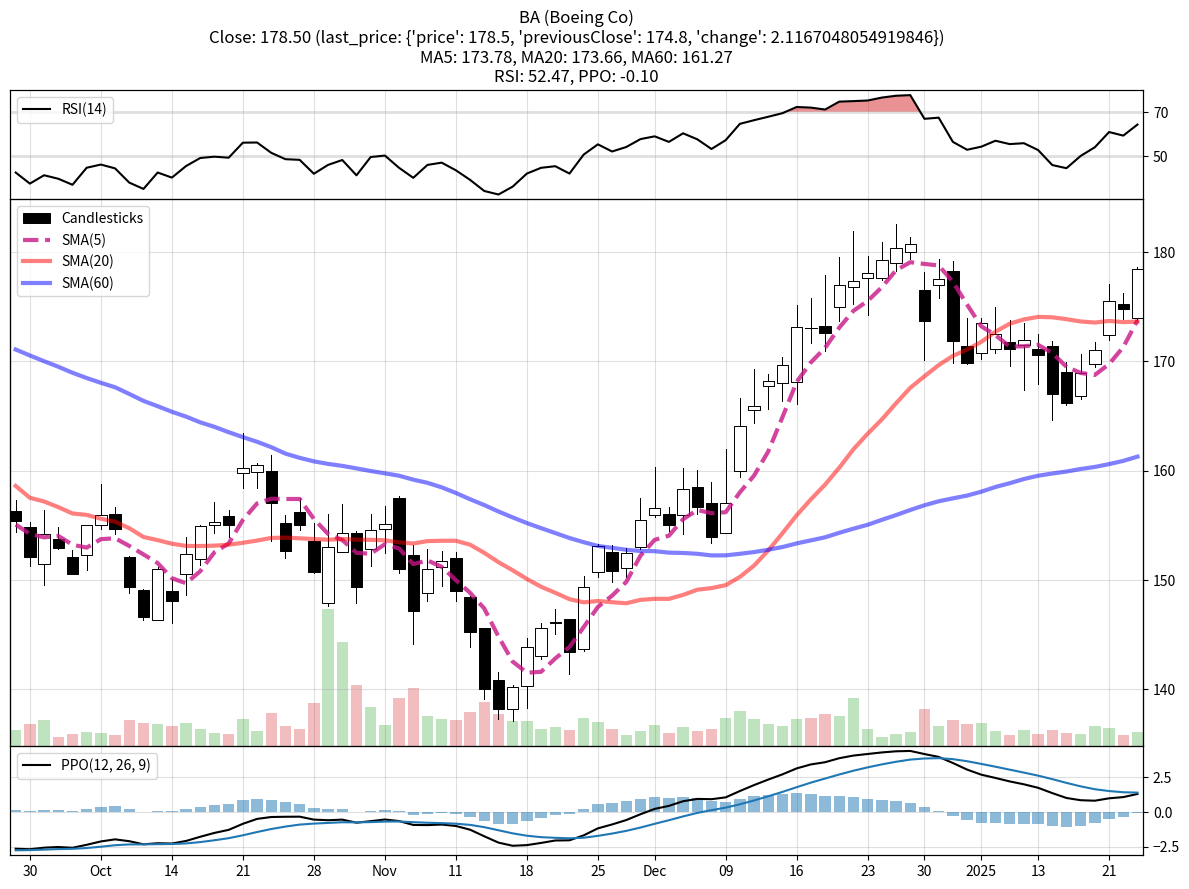 BA (Boeing Co)
Close: 178.50 (last_price: {'price': 178.5, 'previousClose': 174.8, 'change': 2.1167048054919846})
MA5: 173.78, MA20: 173.66, MA60: 161.27
RSI: 52.47, PPO: -0.10
RSI(14)
70
50
Candlesticks
SMA(5)
SMA(20)
SMA(60)
180
170
160
150
140
PPO(12, 26, 9)
2.5
0.0
−2.5
30 Oct 14 21 28 Nov 11 18 25 Dec 09 16 23 30 2025 13 21